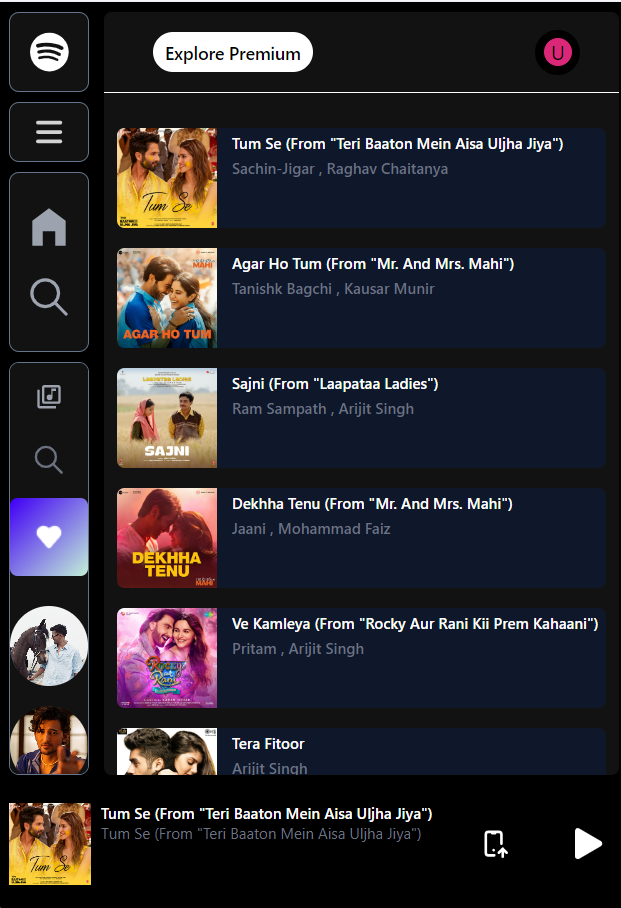 Explore Premium
U
Tum Se
Tum Se (From "Teri Baaton Mein Aisa Uljha Jiya")
Sachin-Jigar , Raghav Chaitanya
MAHI
AGAR HO TUM
Agar Ho Tum (From "Mr. And Mrs. Mahi")
Tanishk Bagchi , Kausar Munir
LAAPATAA LADIES
SAJNI
Sajni (From "Laapataa Ladies")
Ram Sampath , Arijit Singh
DEKHHA
TENU
MAHI
Dekhha Tenu (From "Mr. And Mrs. Mahi")
Jaani , Mohammad Faiz
Ve Kamleya (From "Rocky Aur Rani Kii Prem Kahaani")
Pritam , Arijit Singh
Tera Fitoor
Arijit Singh
Tum Se
Tum Se (From "Teri Baaton Mein Aisa Uljha Jiya")
Tum Se (From "Teri Baaton Mein Aisa Uljha Jiya")